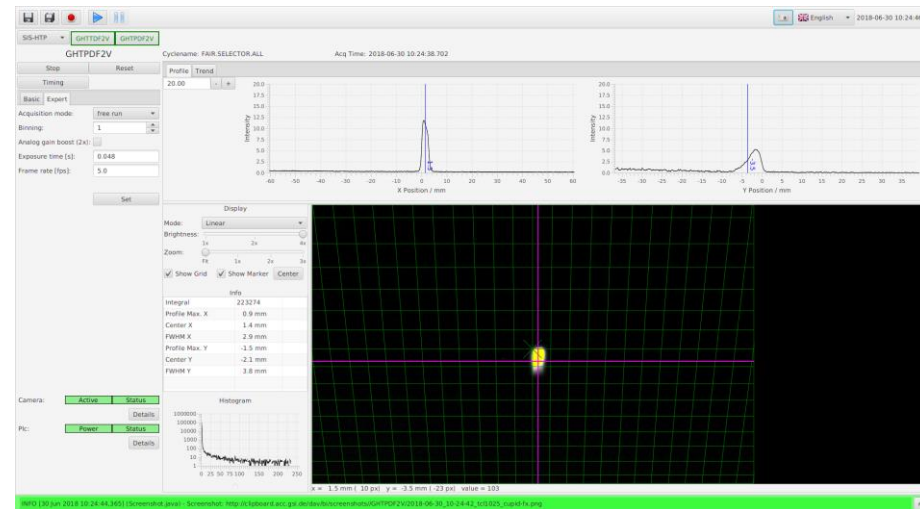 English 2018-06-30 10:24:46
SIS-HTP GHTTDF2V GHTPDF2V
GHTPDF2V Cyclename: FAIR.SELECTOR.ALL Acq Time: 2018-06-30 10:24:38.702
Stop Reset
Timing
Basic Expert
Acquisition mode: free run
Binning: 1
Analog gain boost (2x):
Exposure time [s]: 0.048
Frame rate [fps]: 5.0
Set
Camera: Active Status
Details
Plc: Power Status
Details
Profile Trend
20.00 - +
20.0
17.5
15.0
12.5
10.0
7.5
5.0
2.5
0.0
Intensity
1.5
-60 -50 -40 -30 -20 -10 0 10 20 30 40 50 60
X Position / mm
20.0
17.5
15.0
12.5
10.0
7.5
5.0
2.5
0.0
Intensity
-3.5
-35 -30 -25 -20 -15 -10 -5 0 5 10 15 20 25 30 35
Y Position / mm
Display
Mode: Linear
Brightness:
1x 2x 4x
Zoom:
Fit 1x 2x 3x
Show Grid Show Marker Center
Info
Integral 223274
Profile Max. X 0.9 mm
Center X 1.4 mm
FWHM X 2.9 mm
Profile Max. Y -1.5 mm
Center Y -2.1 mm
FWHM Y 3.8 mm
Histogram
1000000
100000
10000
1000
100
10
1
0 25 50 75 100 150 200 250
x = 1.5 mm ( 10 px) y = -3.5 mm ( -23 px) value = 103